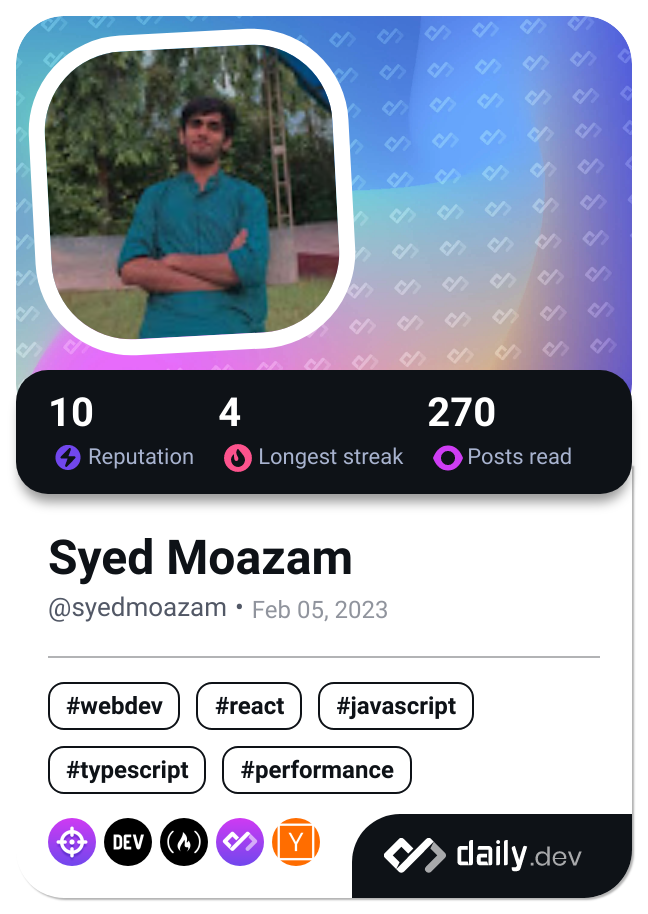 10 4 270
Reputation Longest streak Posts read
Syed Moazam
@syedmoazam • Feb 05, 2023
#webdev #react #javascript
#typescript #performance
DEV Y daily.dev